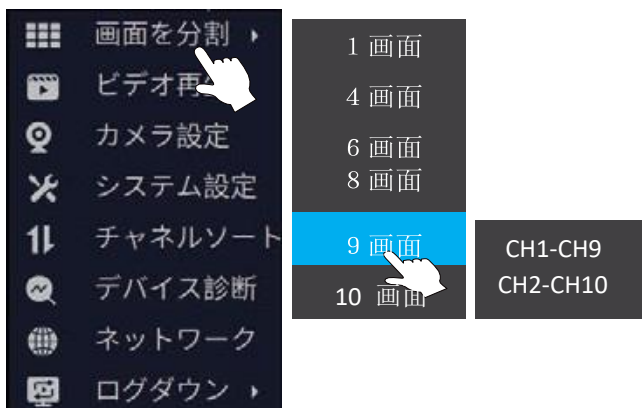 画面を分割
ビデオ再生
カメラ設定
システム設定
チャネルソート
デバイス診断
ネットワーク
ログダウン
1 画面
4 画面
6 画面
8 画面
9 画面
10 画面
CH1-CH9
CH2-CH10